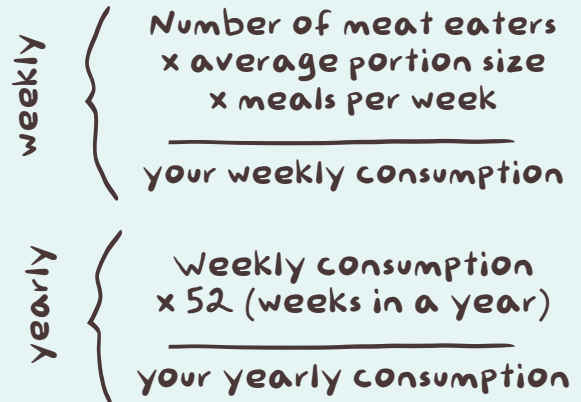 weekly
Number of meat eaters
x average portion size
x meals per week
your weekly consumption
yearly
Weekly consumption
x 52 (weeks in a year)
your yearly consumption